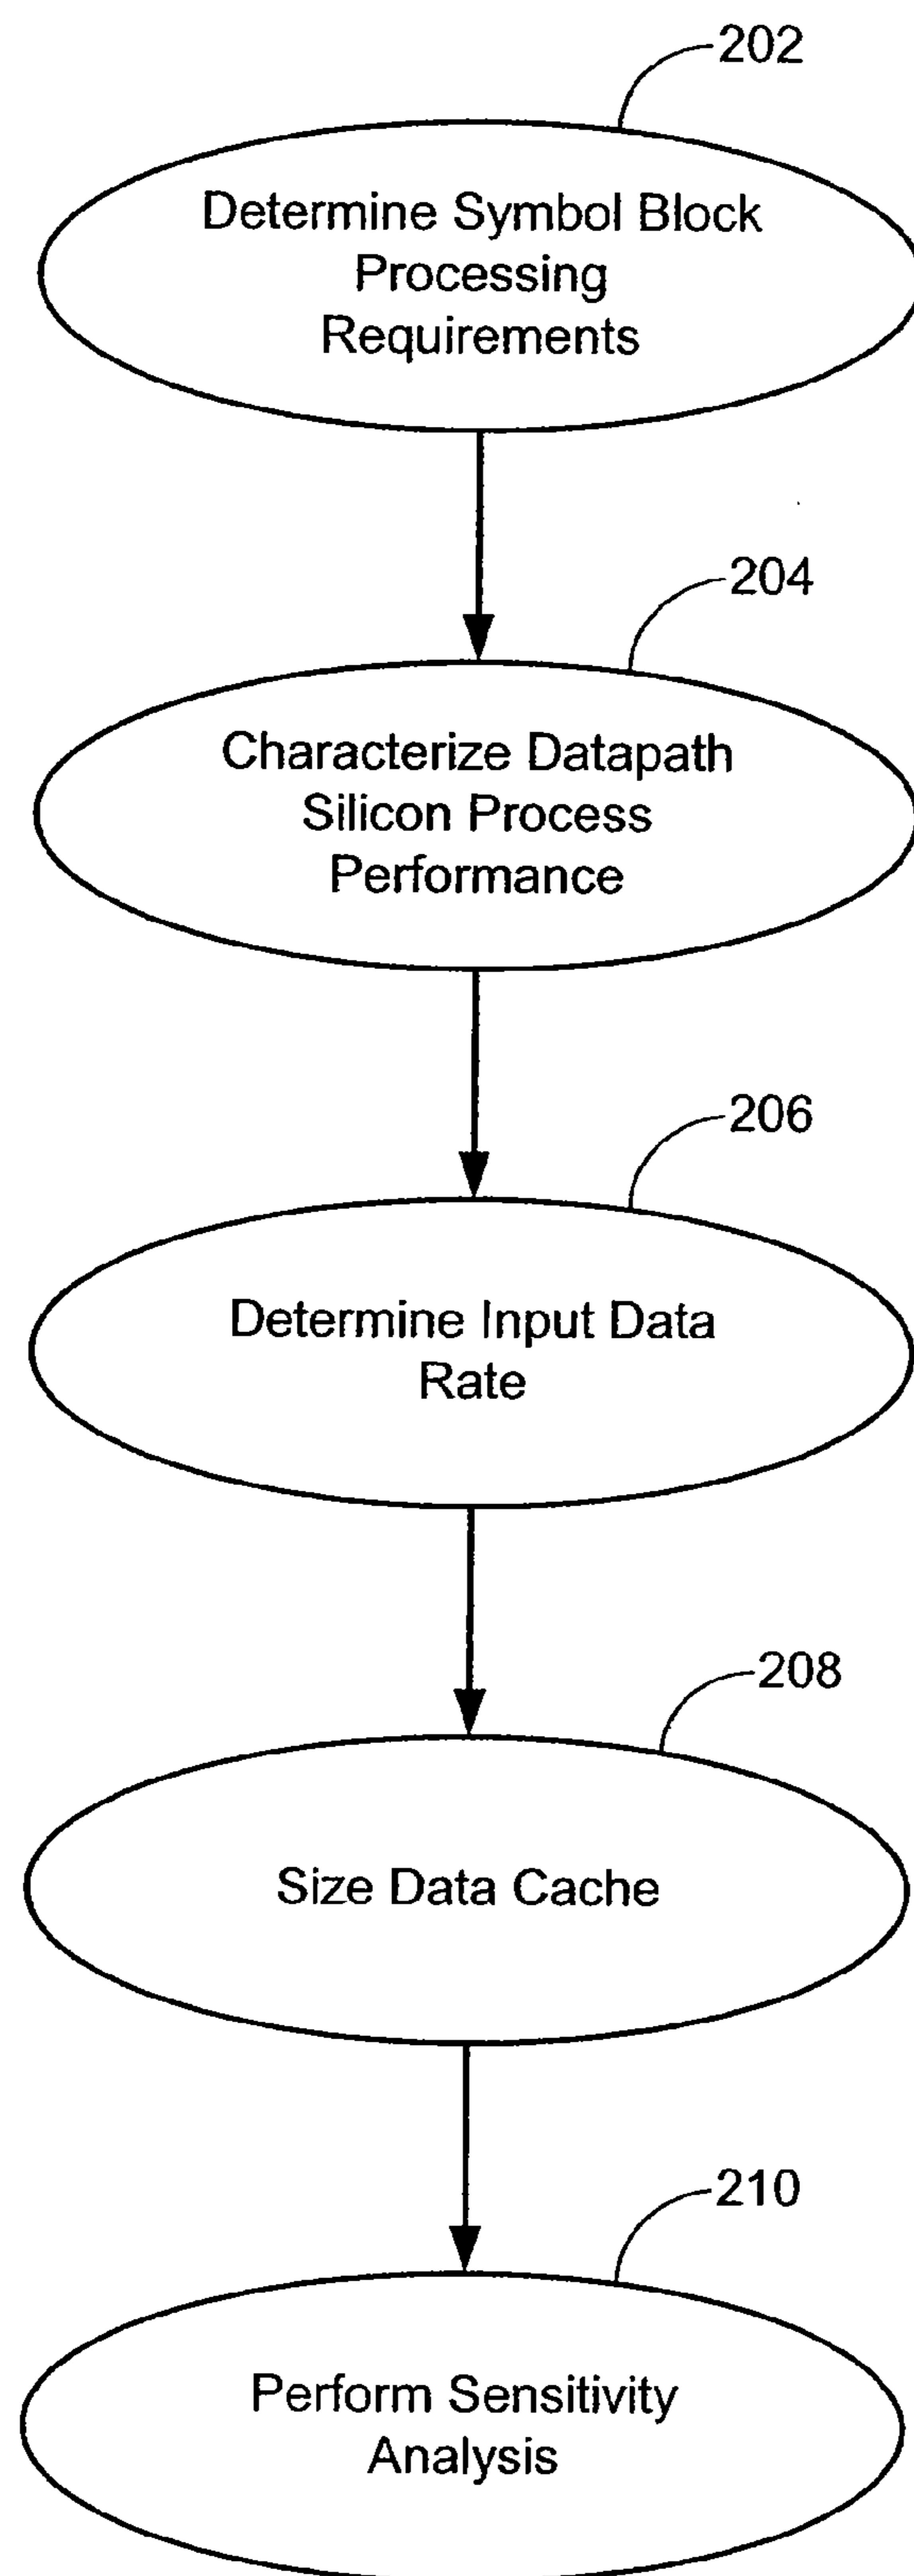 202
Determine Symbol Block
Processing
Requirements
204
Characterize Datapath
Silicon Process
Performance
206
Determine Input Data
Rate
208
Size Data Cache
210
Perform Sensitivity
Analysis